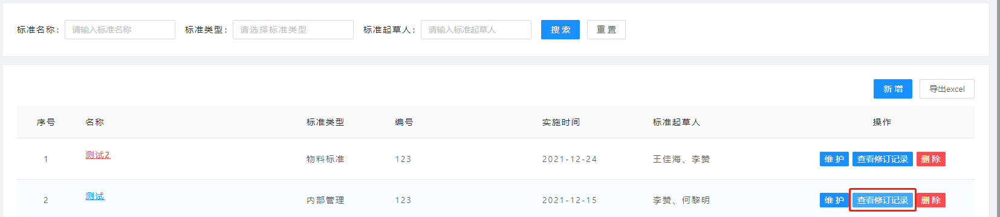 标准名称: 请输入标准名称 标准类型: 请选择标准类型 标准起草人: 请输入标准起草人 搜索 重置
新增 导出excel
序号 名称 标准类型 编号 实施时间 标准起草人 操作
1 测试2 物料标准 123 2021-12-24 王佳海、李赞 维护 查看修订记录 删除
2 测试 内部管理 123 2021-12-15 李赞、何黎明 维护 查看修订记录 删除